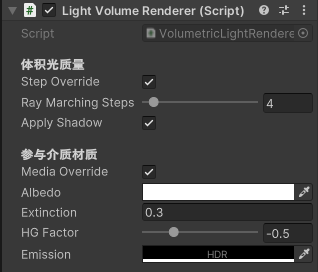 Light Volume Renderer (Script)
Script VolumetricLightRendere
体积光质量
Step Override
Ray Marching Steps 4
Apply Shadow
参与介质材质
Media Override
Albedo
Extinction 0.3
HG Factor -0.5
Emission HDR